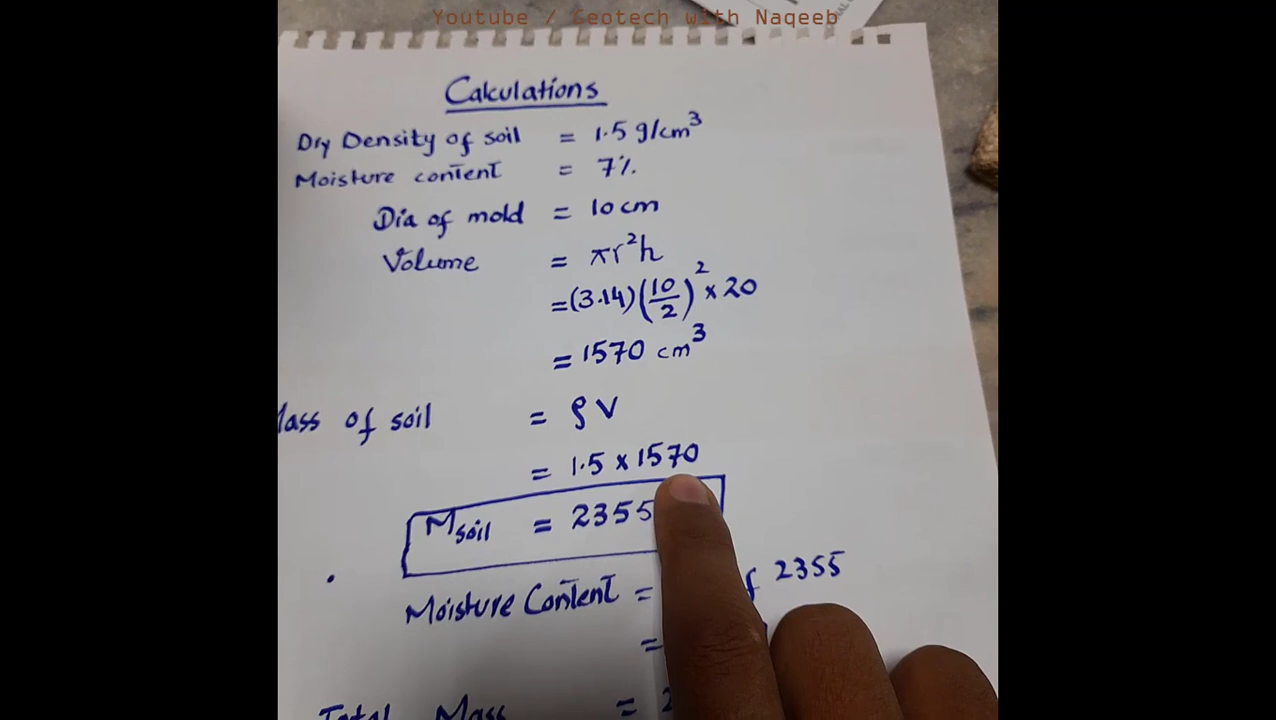 Youtube / Geotech with Naqeeb
Calculations
Dry Density of soil = 1.5 g/cm³
Moisture content = 7%
Dia of mold = 10 cm
Volume = πr²h
= (3.14)(10/2)² × 20
= 1570 cm³
Mass of soil = ρV
= 1.5 × 1570
Msoil = 2355
Moisture Content = 2355
=
Total Mass = 2